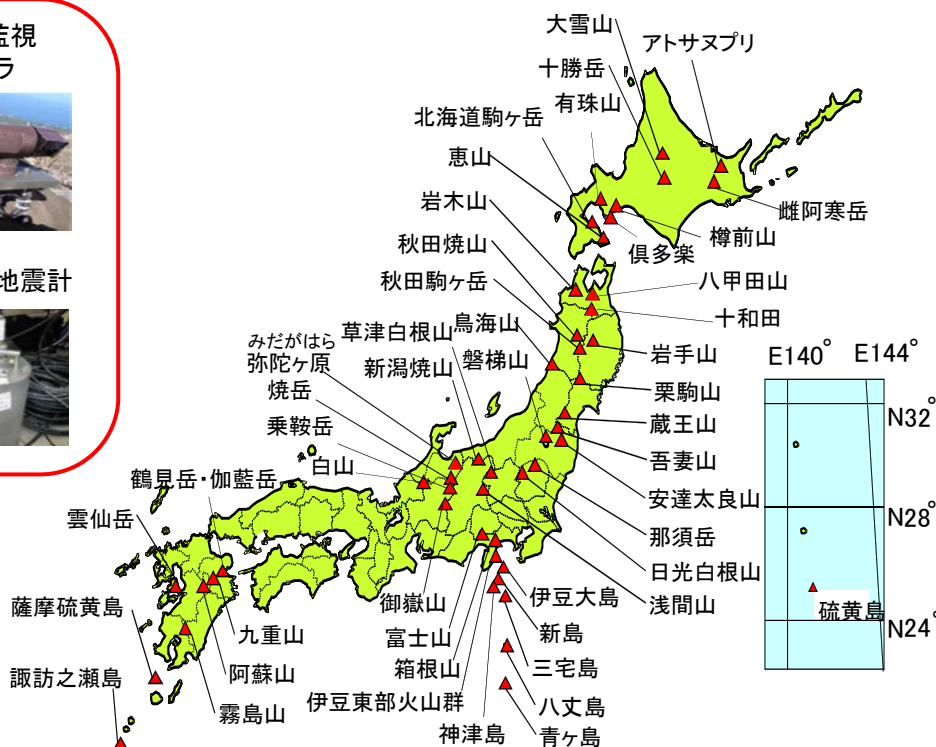 監視
ラ
地震計
大雪山
アトサヌプリ
十勝岳
有珠山
北海道駒ヶ岳
恵山
岩木山
雌阿寒岳
樽前山
倶多楽
秋田焼山
秋田駒ヶ岳
八甲田山
十和田
鳥海山
草津白根山
みだがはら
弥陀ヶ原
新潟焼山
磐梯山
岩手山
焼岳
栗駒山
乗鞍岳
蔵王山
白山
吾妻山
鶴見岳・伽藍岳
安達太良山
雲仙岳
那須岳
日光白根山
薩摩硫黄島
御嶽山
伊豆大島
浅間山
九重山
富士山
新島
諏訪之瀬島
阿蘇山
箱根山
三宅島
霧島山
伊豆東部火山群
八丈島
神津島
青ヶ島
E140° E144°
N32°
N28°
硫黄島
N24°